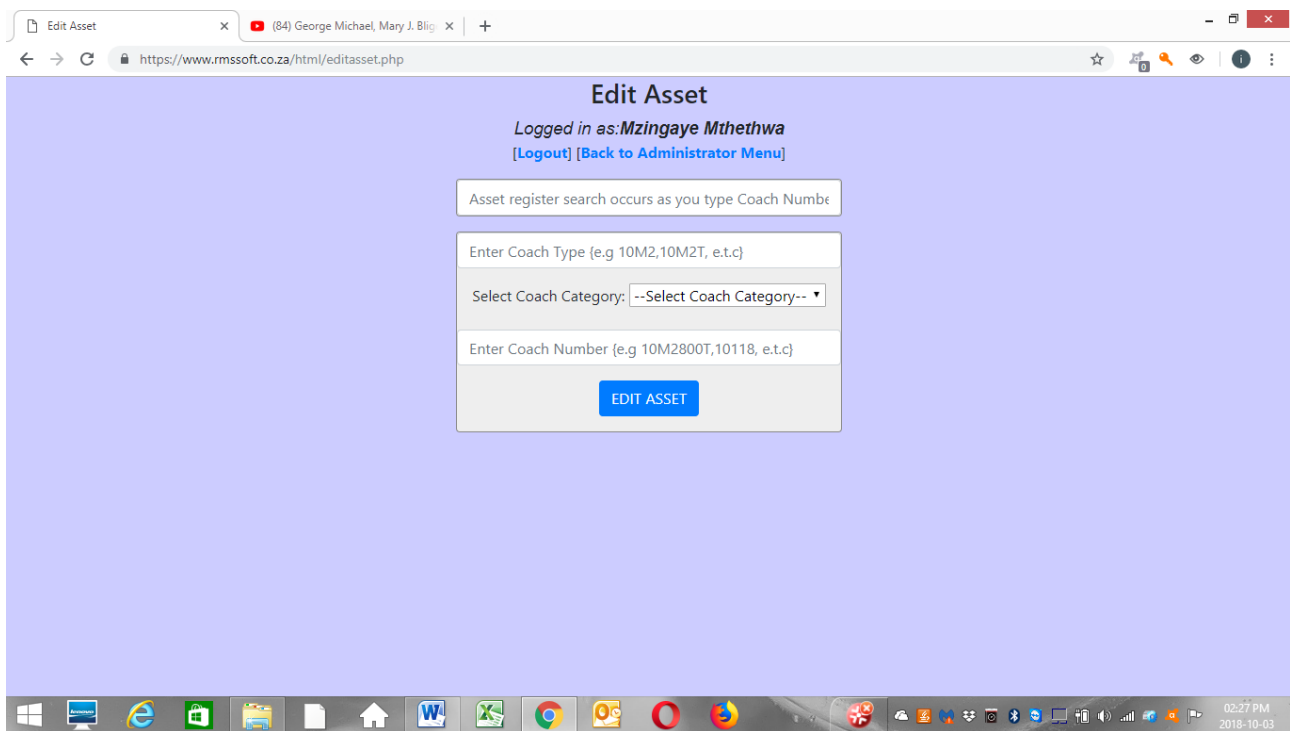 Edit Asset
(84) George Michael, Mary J. Blig
https://www.rmssoft.co.za/html/editasset.php
0
i
Edit Asset
Logged in as:Mzingaye Mthethwa
[Logout] [Back to Administrator Menu]
Asset register search occurs as you type Coach Numbe
Enter Coach Type {e.g 10M2,10M2T, e.t.c}
Select Coach Category: --Select Coach Category--
Enter Coach Number {e.g 10M2800T,10118, e.t.c}
EDIT ASSET
02:27 PM
2018-10-03